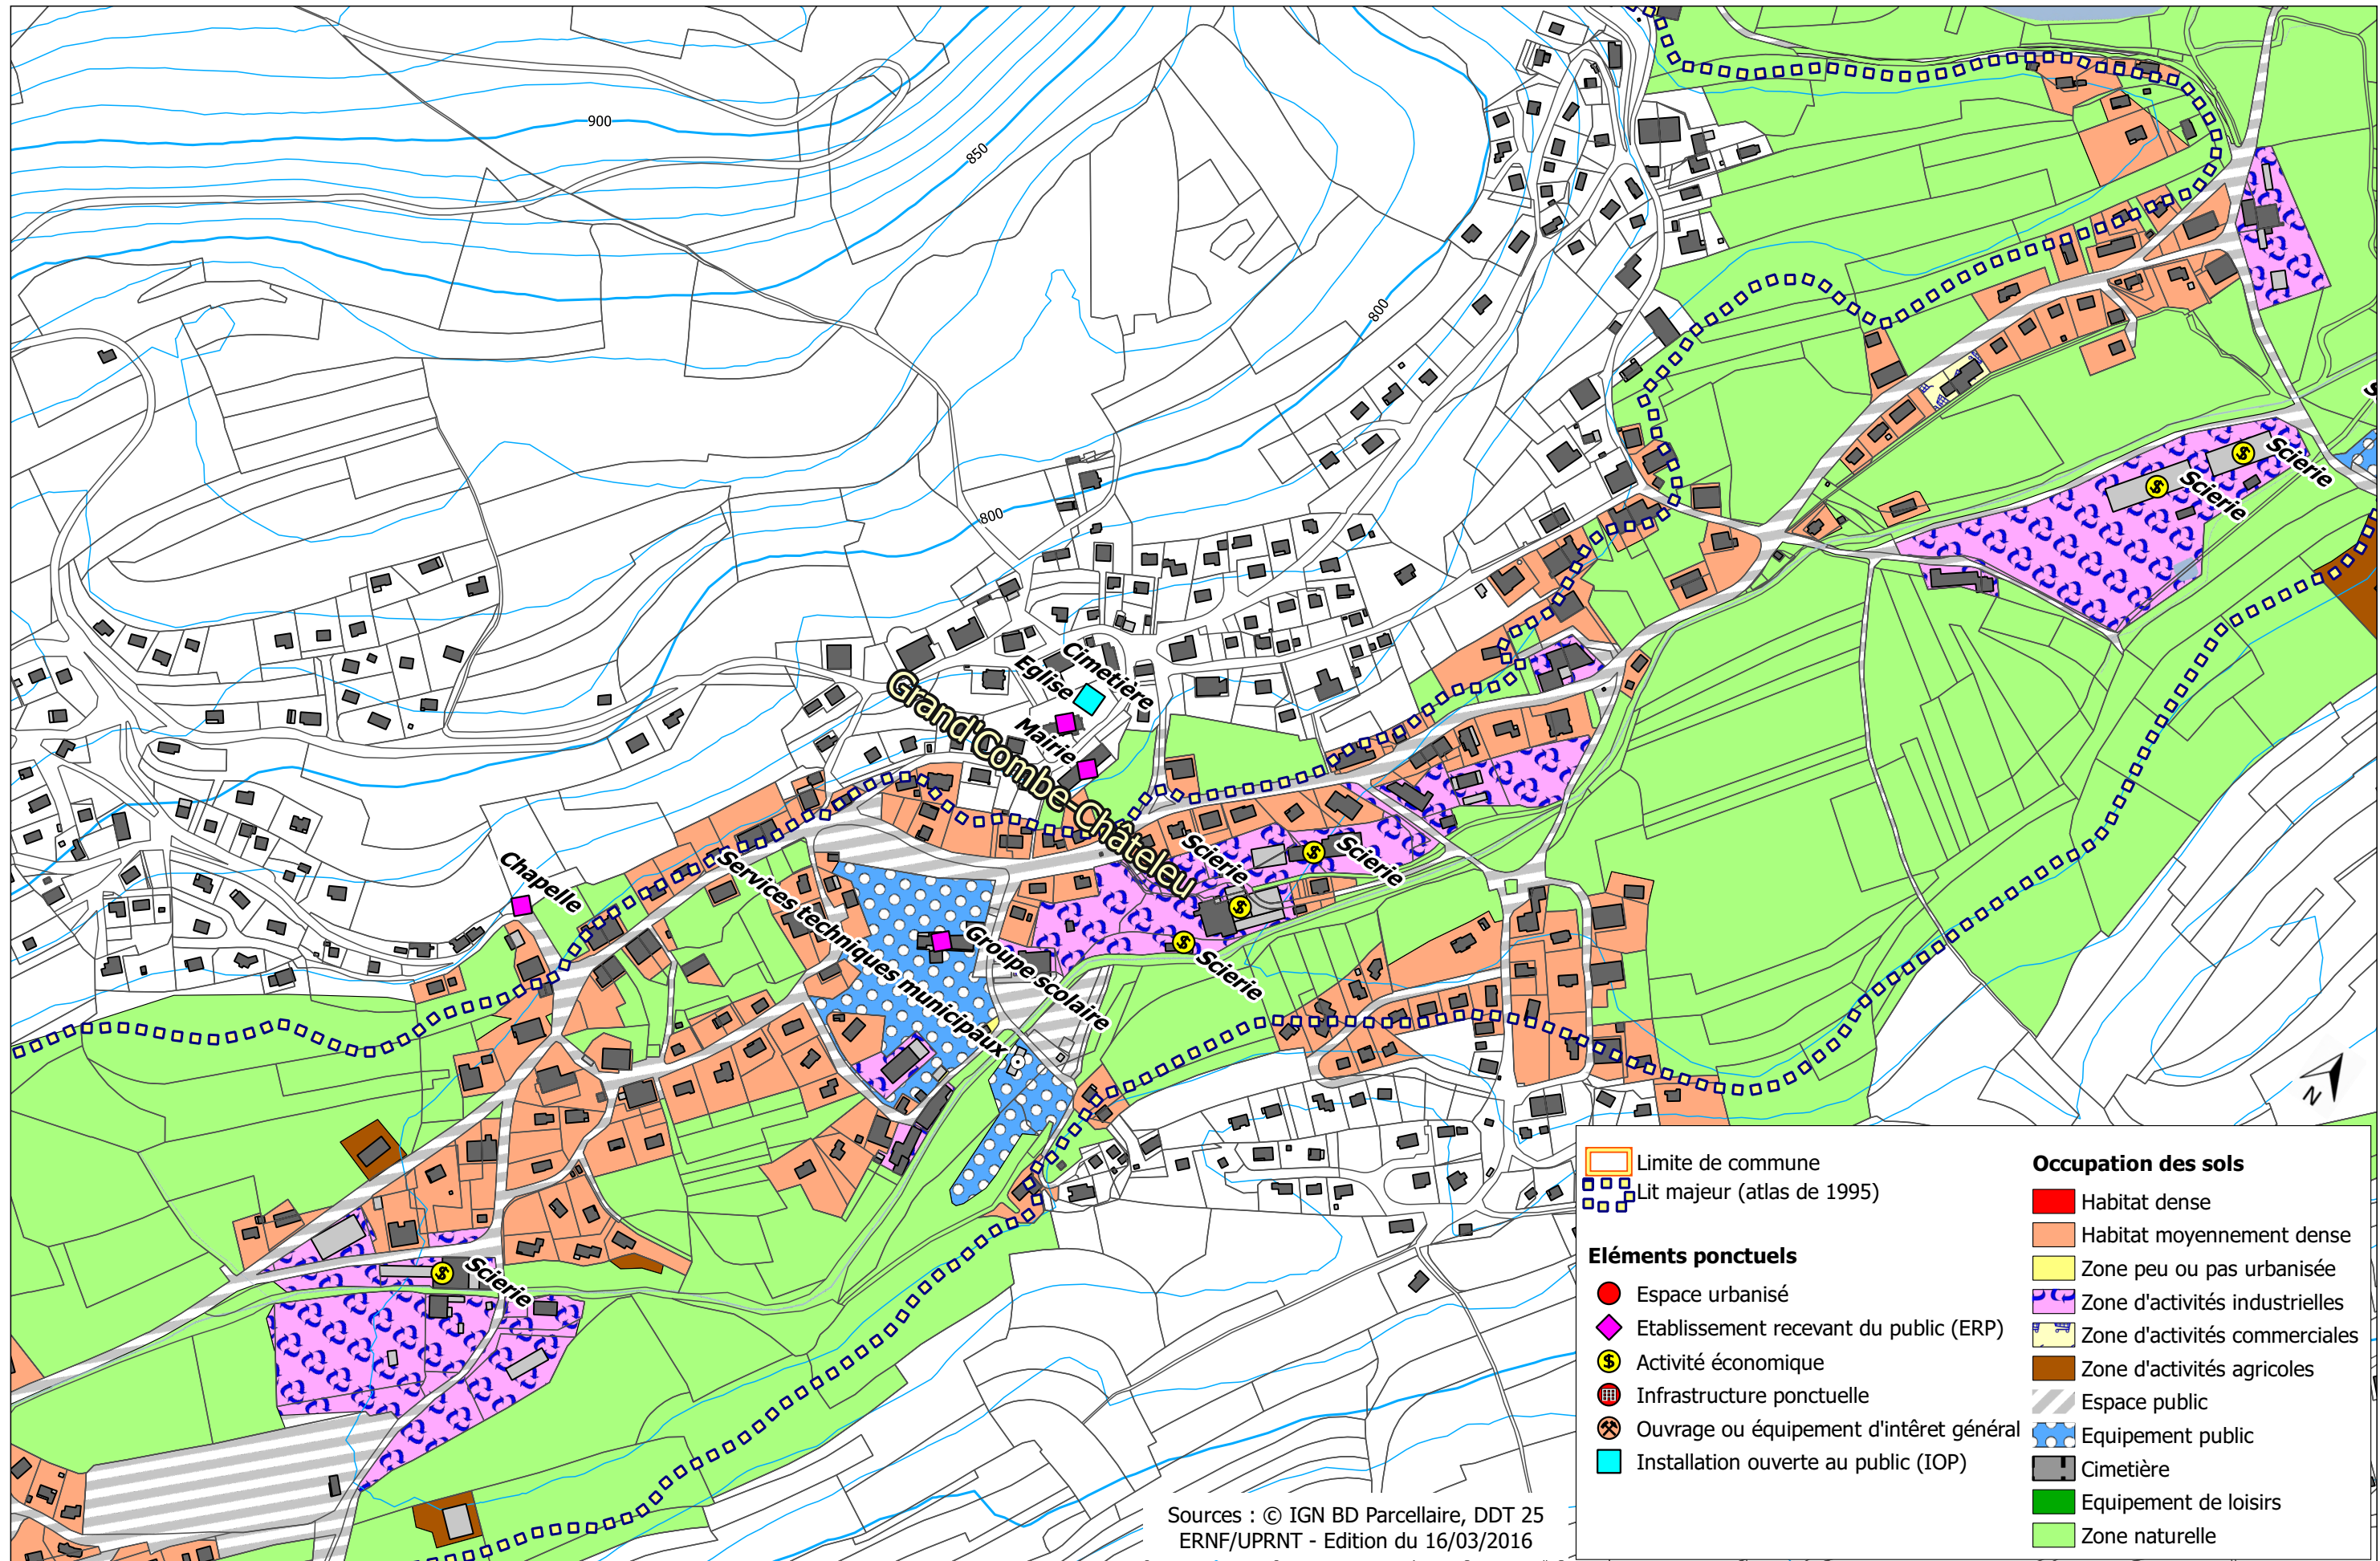 900
850
800
800
Scierie
Scierie
Cimetière
Eglise
Mairie
Grand'Combe-Châteleu
Scierie
Scierie
Chapelle
Services techniques municipaux
Groupe scolaire
Scierie
Scierie
N
Limite de commune
Lit majeur (atlas de 1995)
Eléments ponctuels
Espace urbanisé
Etablissement recevant du public (ERP)
Activité économique
Infrastructure ponctuelle
Ouvrage ou équipement d'intêret général
Installation ouverte au public (IOP)
Occupation des sols
Habitat dense
Habitat moyennement dense
Zone peu ou pas urbanisée
Zone d'activités industrielles
Zone d'activités commerciales
Zone d'activités agricoles
Espace public
Equipement public
Cimetière
Equipement de loisirs
Zone naturelle
Sources : © IGN BD Parcellaire, DDT 25
ERNF/UPRNT - Edition du 16/03/2016